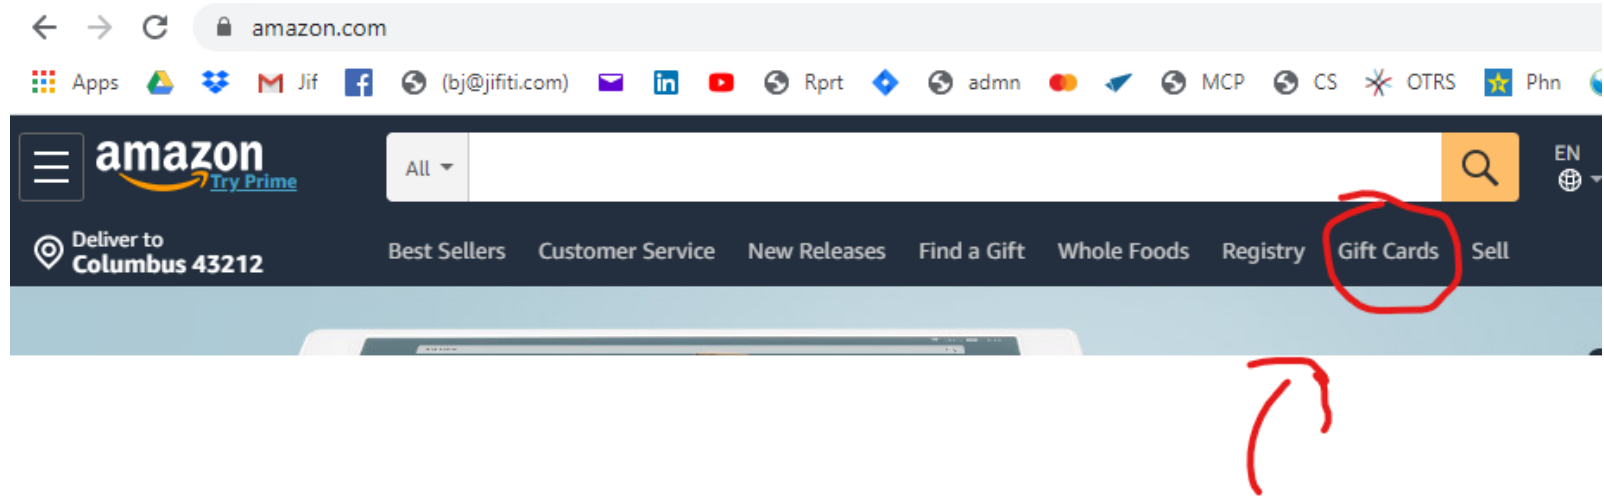 amazon.com
Apps Jif (bj@jifiti.com) Rprt admn MCP CS OTRS Phn
amazon
Try Prime
All
EN
Deliver to
Columbus 43212
Best Sellers Customer Service New Releases Find a Gift Whole Foods Registry Gift Cards Sell